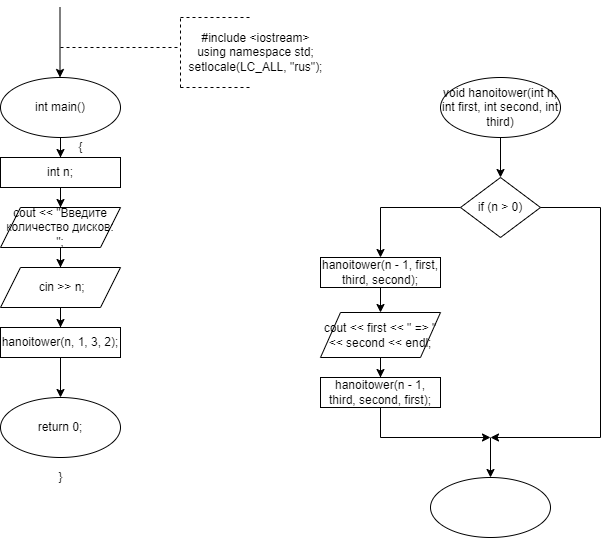 #include <iostream>
using namespace std;
setlocale(LC_ALL, "rus");
int main()
{
int n;
cout << "Введите
количество дисков:
";
cin >> n;
hanoitower(n, 1, 3, 2);
return 0;
}
void hanoitower(int n,
int first, int second, int
third)
if (n > 0)
hanoitower(n - 1, first,
third, second);
cout << first << " => "
<< second << endl;
hanoitower(n - 1,
third, second, first);